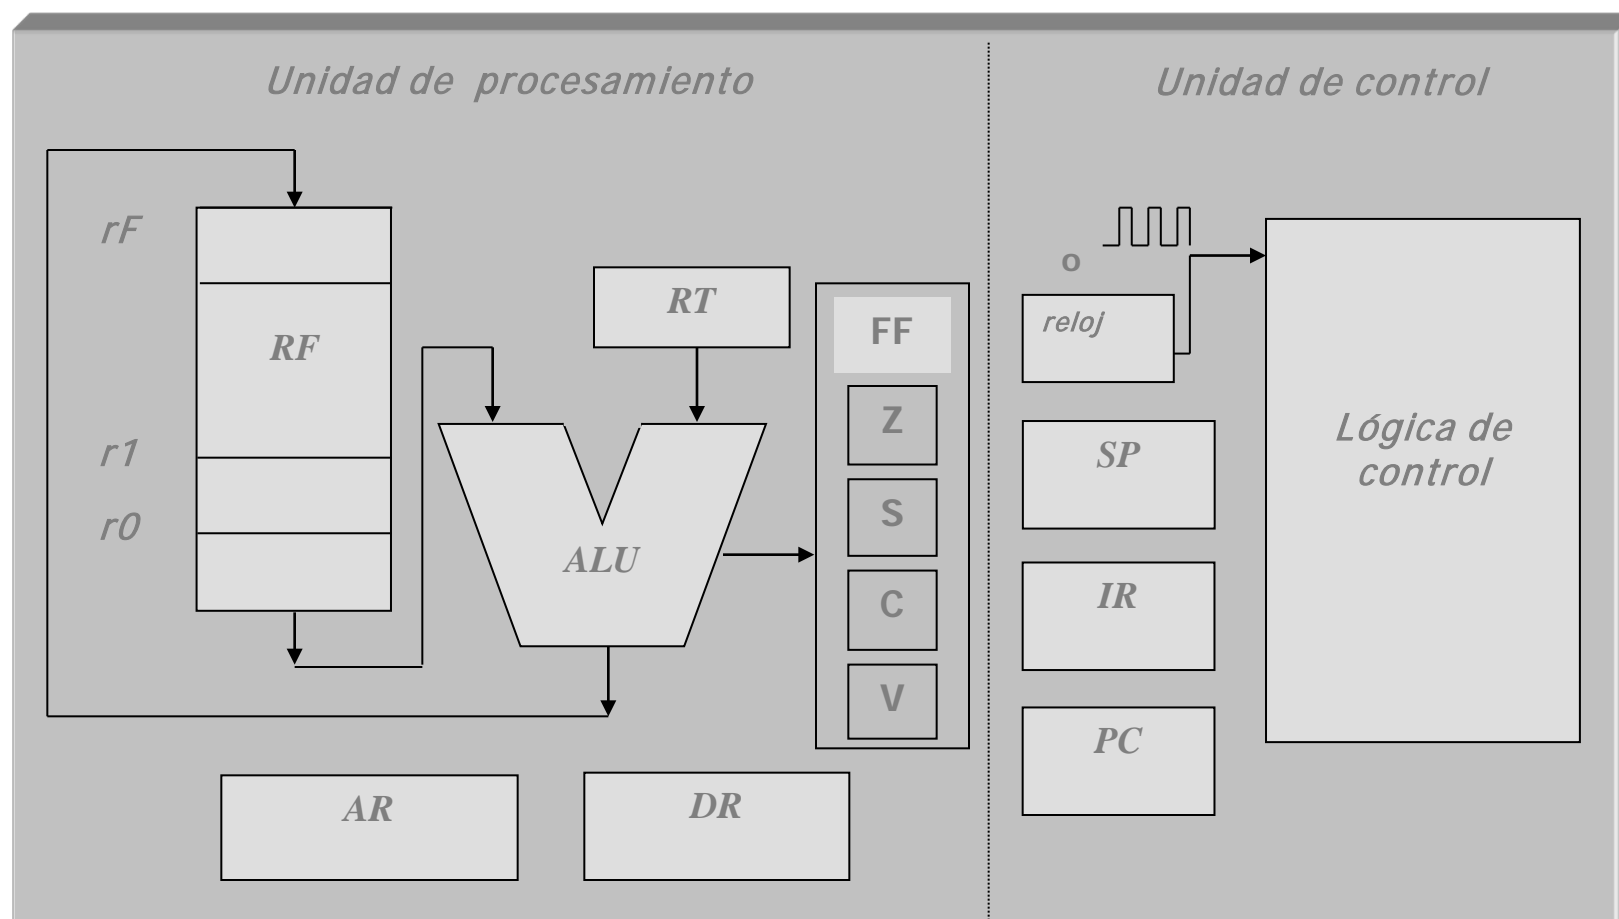 Unidad de procesamiento
Unidad de control
rF
RF
r1
r0
RT
ALU
FF
Z
S
C
V
AR
DR
o
reloj
SP
IR
PC
Lógica de
control